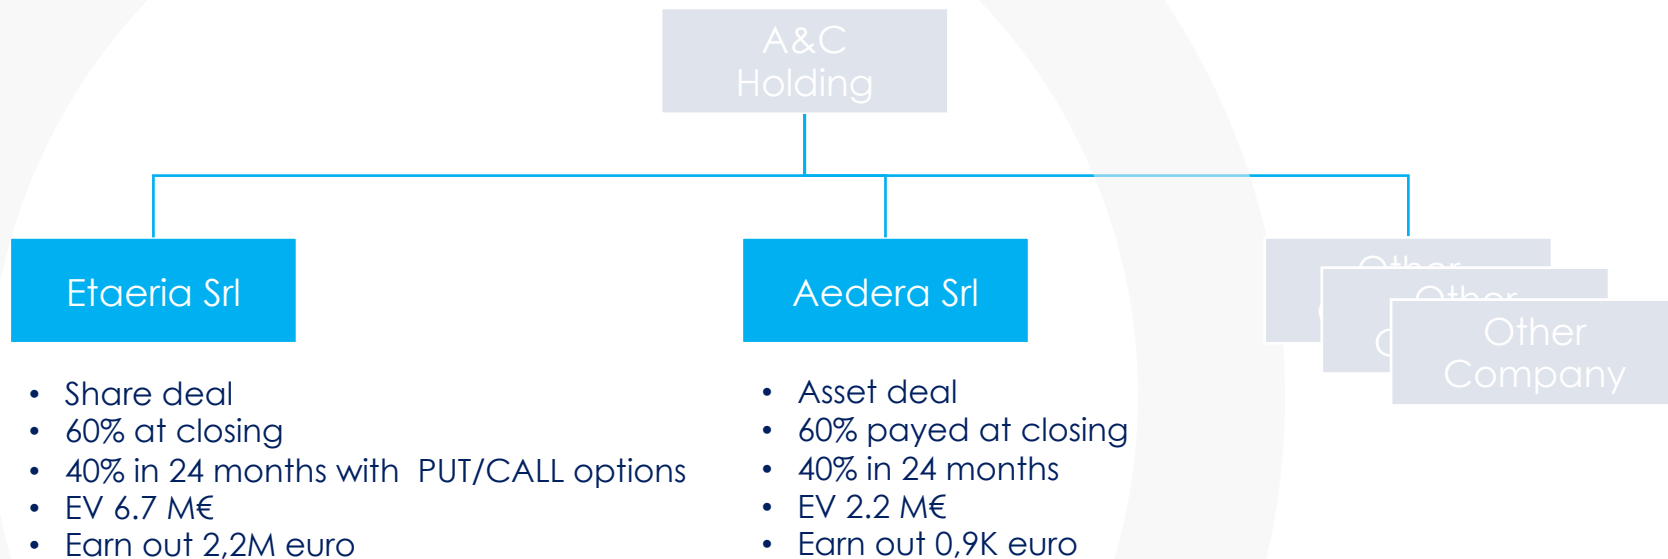 A&C
Holding
Etaeria Srl
• Share deal
• 60% at closing
• 40% in 24 months with PUT/CALL options
• EV 6.7 M€
• Earn out 2,2M euro
Aedera Srl
• Asset deal
• 60% payed at closing
• 40% in 24 months
• EV 2.2 M€
• Earn out 0,9K euro
Other
Other
Other
Company